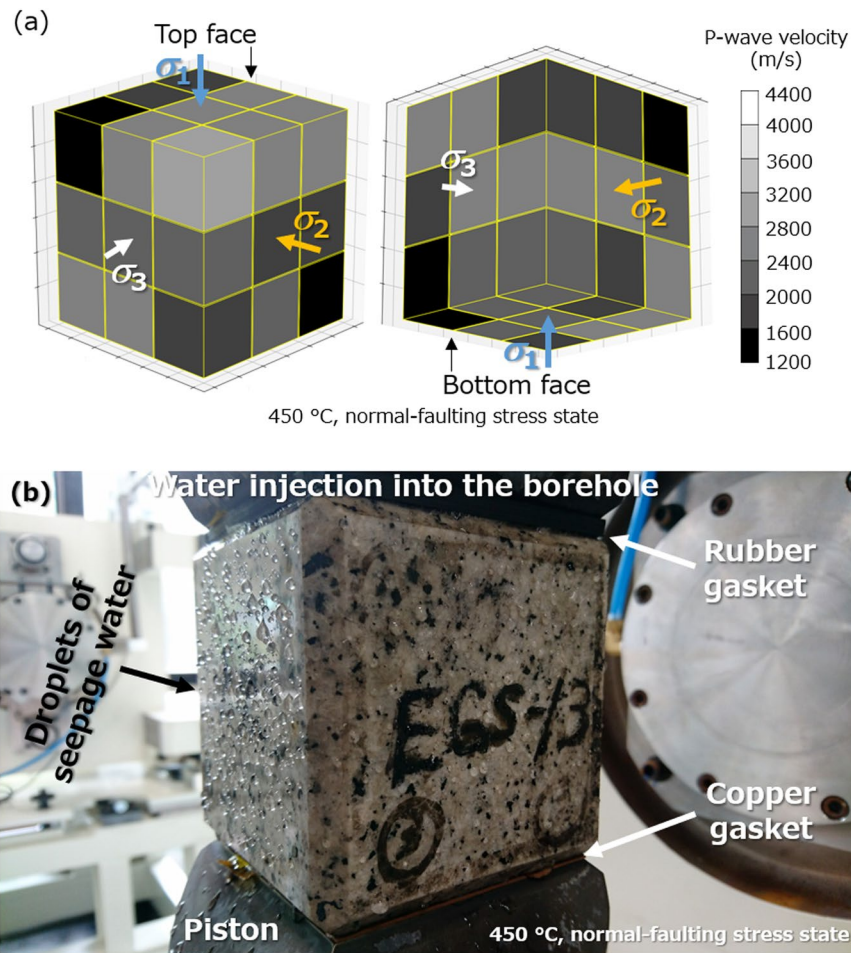 (a)
Top face
σ1
σ2
σ3
σ3
σ2
σ1
Bottom face
450 °C, normal-faulting stress state
P-wave velocity
(m/s)
4400
4000
3600
3200
2800
2400
2000
1600
1200
(b)
Water injection into the borehole
Rubber
gasket
Droplets of
seepage water
EGS-13
Copper
gasket
Piston
450 °C, normal-faulting stress state